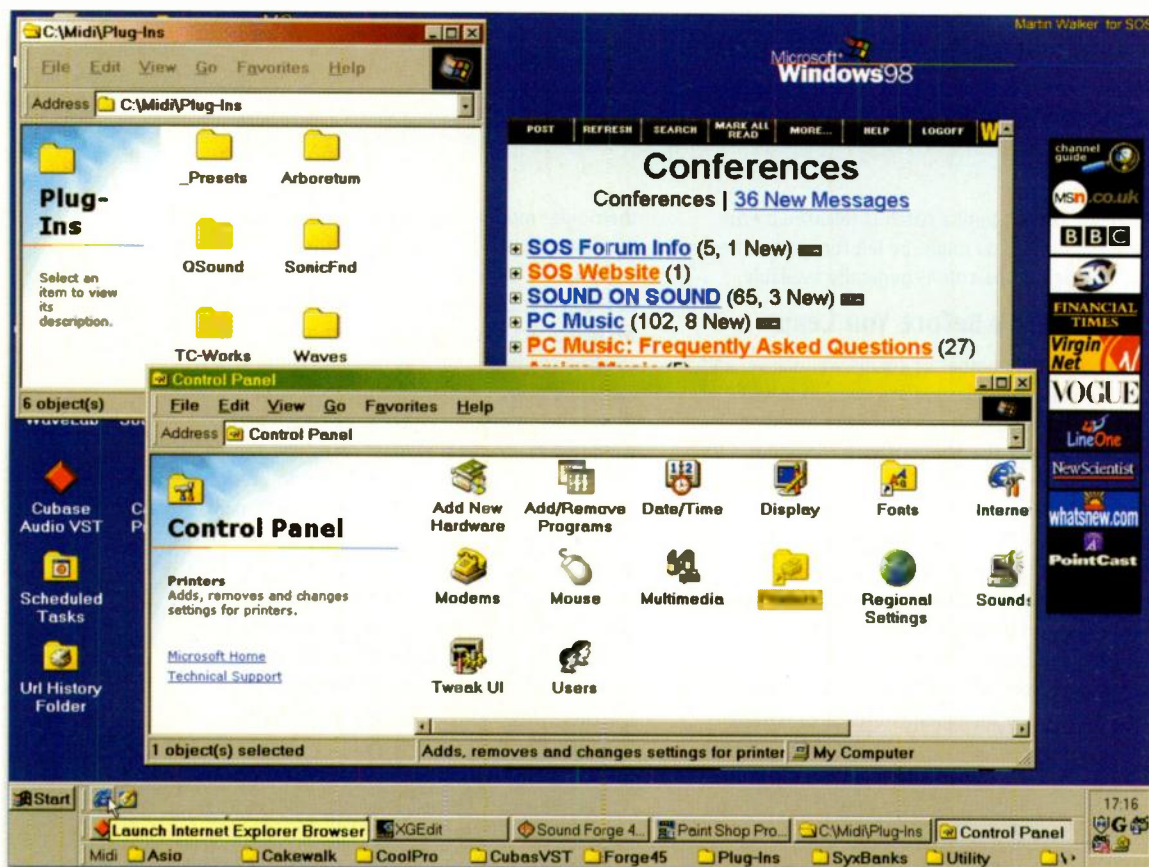 Martin Walker for SOS
Microsoft
Windows 98
C:\Midi\Plug-Ins
File Edit View Go Favorites Help
Address C:\Midi\Plug-Ins
Plug-
Ins
Select an
item to view
its
description.
_Presets Arboretum
QSound SonicFnd
TC-Works Waves
6 object(s)
POST REFRESH SEARCH MARK ALL READ MORE... HELP LOGOFF W
Conferences
Conferences | 36 New Messages
SOS Forum Info (5, 1 New)
SOS Website (1)
SOUND ON SOUND (65, 3 New)
PC Music (102, 8 New)
PC Music: Frequently Asked Questions (27)
channel
guide
msn.co.uk
BBC
SKY
FINANCIAL
TIMES
Virgin
Net
VOGUE
LineOne
NewScientist
whatsnew.com
PointCast
WaveLab
Cubase
Audio VST
Scheduled
Tasks
Url History
Folder
Control Panel
File Edit View Go Favorites Help
Address Control Panel
Control Panel
Printers
Adds, removes and changes
settings for printers.
Microsoft Home
Technical Support
Add New
Hardware
Add/Remove
Programs
Date/Time
Display
Fonts
Interne
Modems
Mouse
Multimedia
Regional
Settings
Sounds
Tweak UI
Users
1 object(s) selected Adds, removes and changes settings for printer My Computer
Start
17:16
Launch Internet Explorer Browser XGEdit Sound Forge 4... Paint Shop Pro... C:\Midi\Plug-Ins Control Panel
Midi Asio Cakewalk CoolPro CubasVST Forge45 Plug-Ins SyxBanks Utility